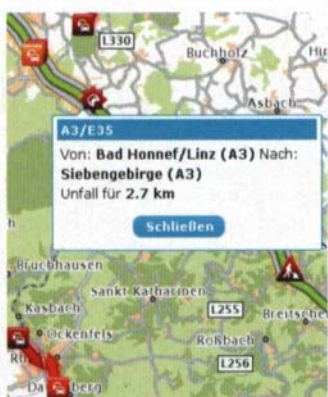 L330
Buchholz
Asbach
A3/E35
Von: Bad Honnef/Linz (A3) Nach:
Siebengebirge (A3)
Unfall für 2.7 km
Schließen
Bruchhausen
Sankt Katharinen
Kasbach
L255
Breitsche
Ockenfels
Roßbach
L256
berg